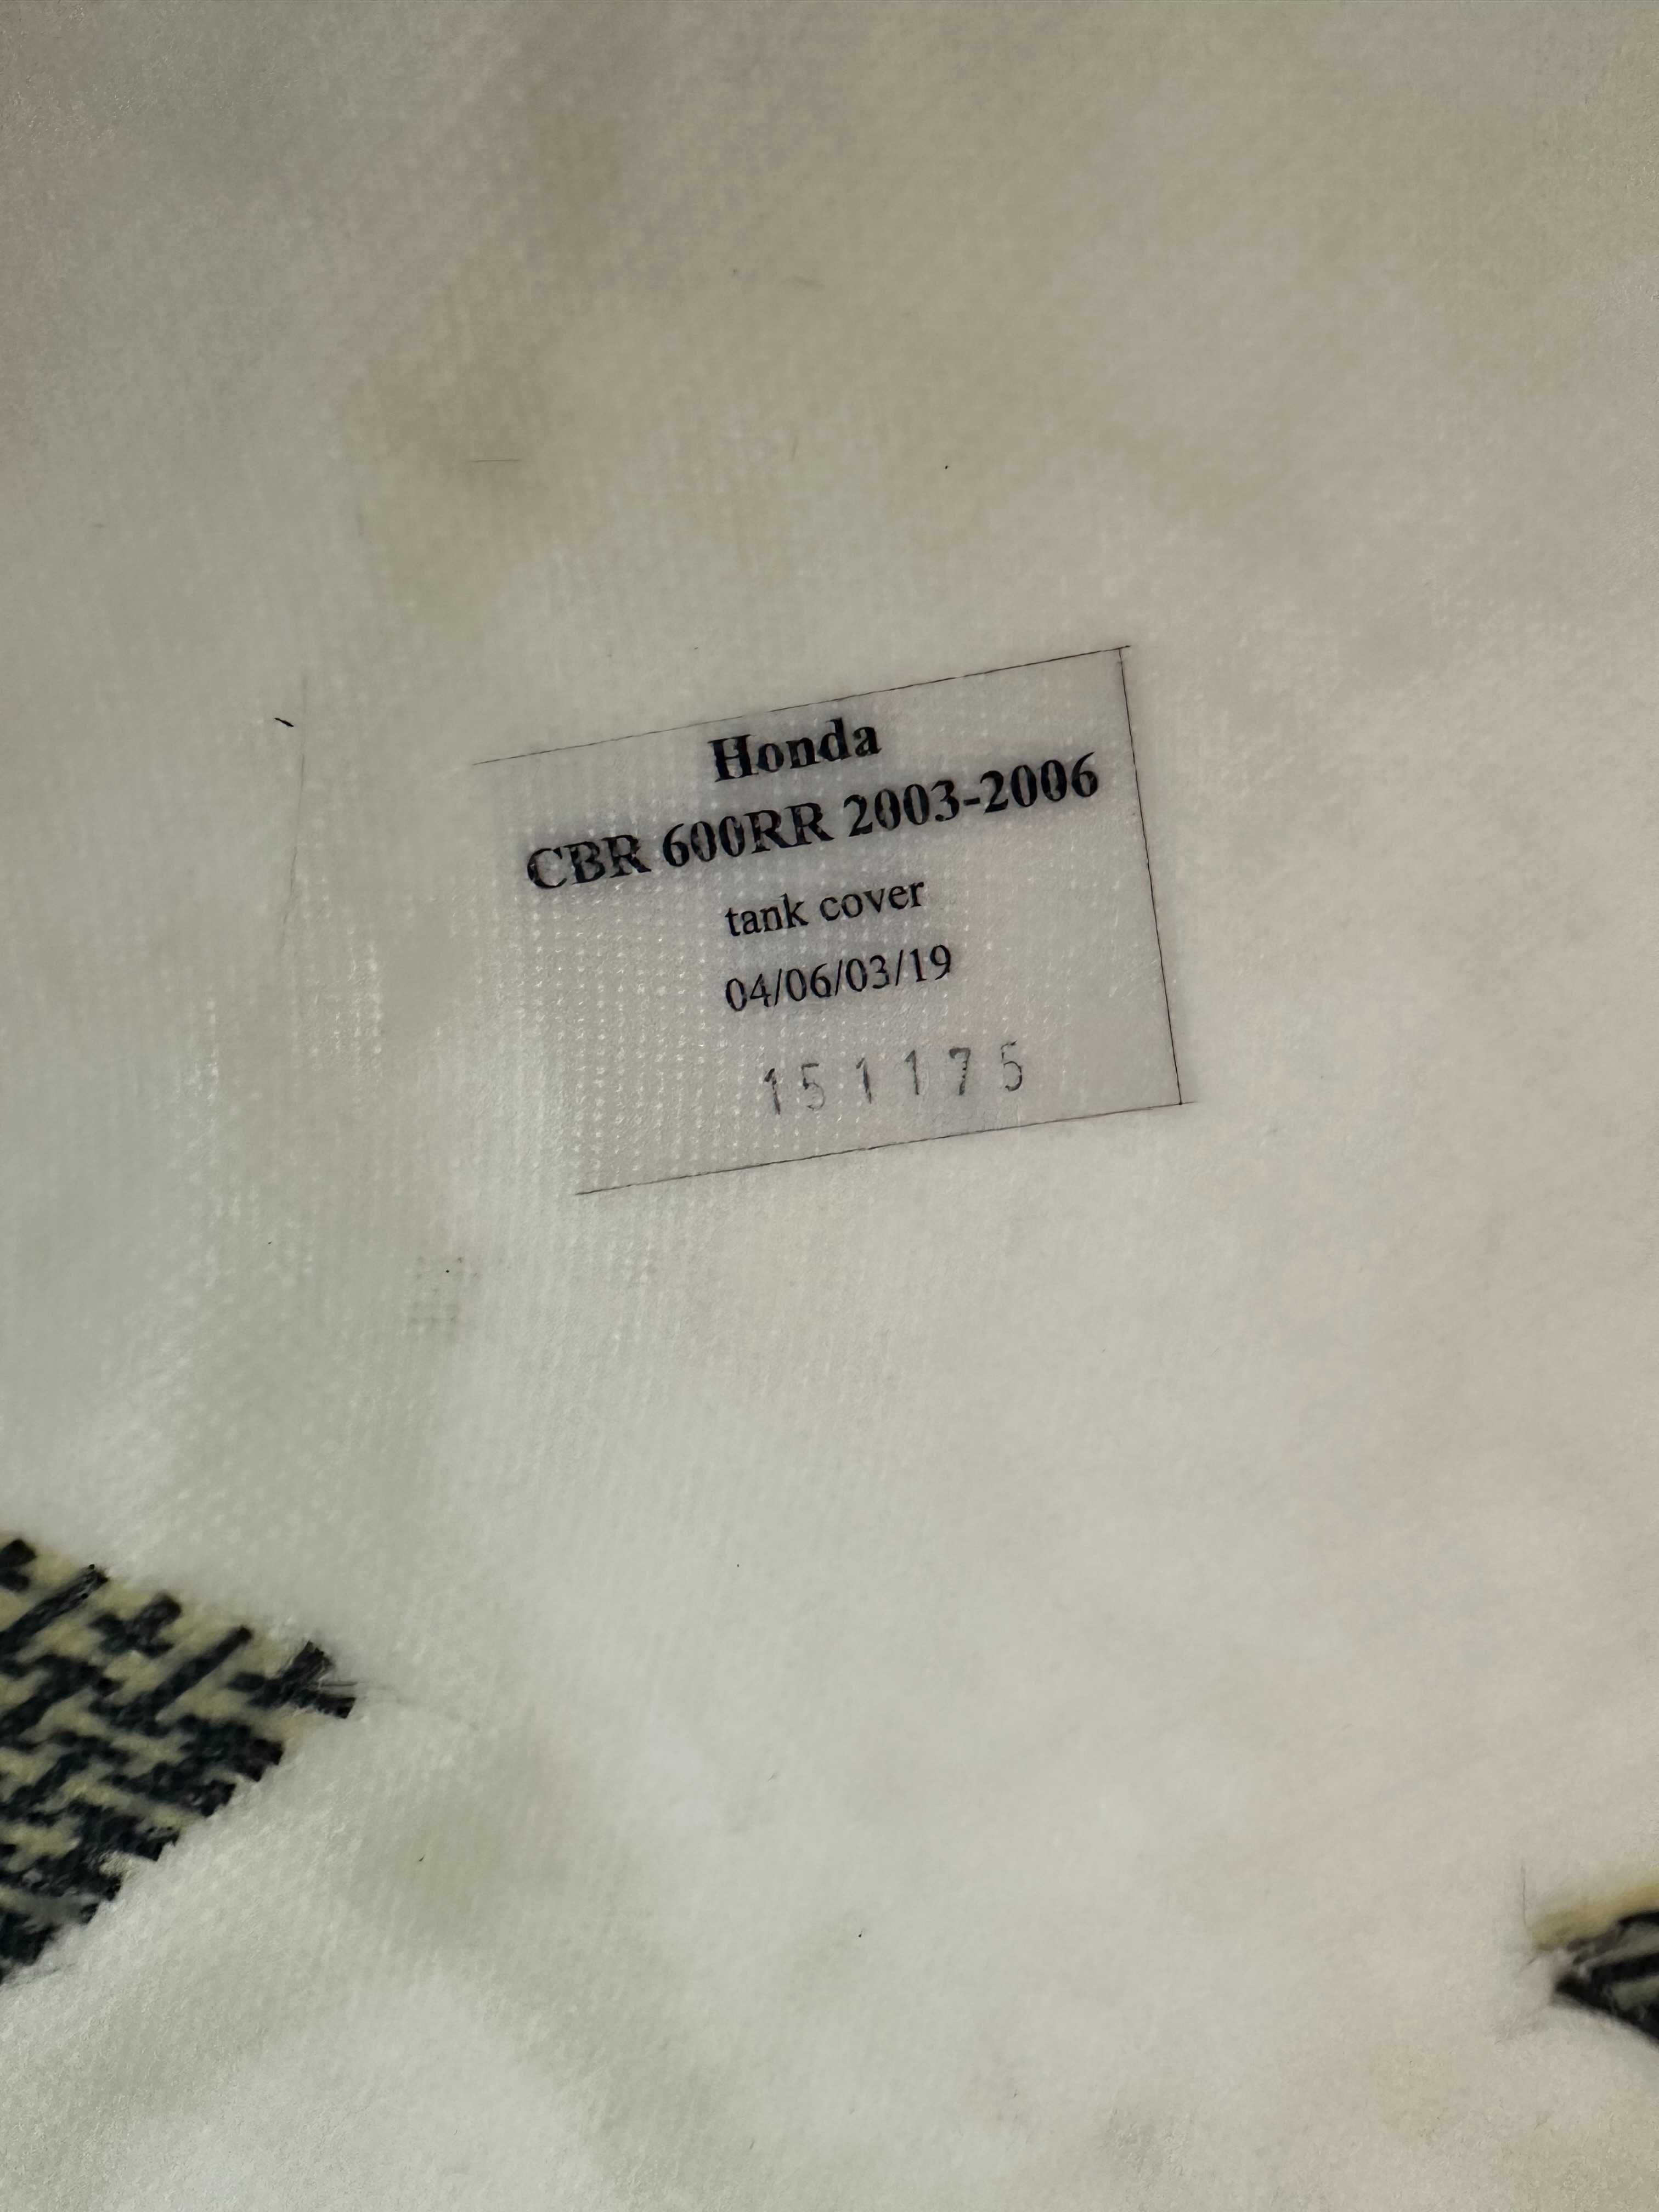 Honda
CBR 600RR 2003-2006
tank cover
04/06/03/19
151175